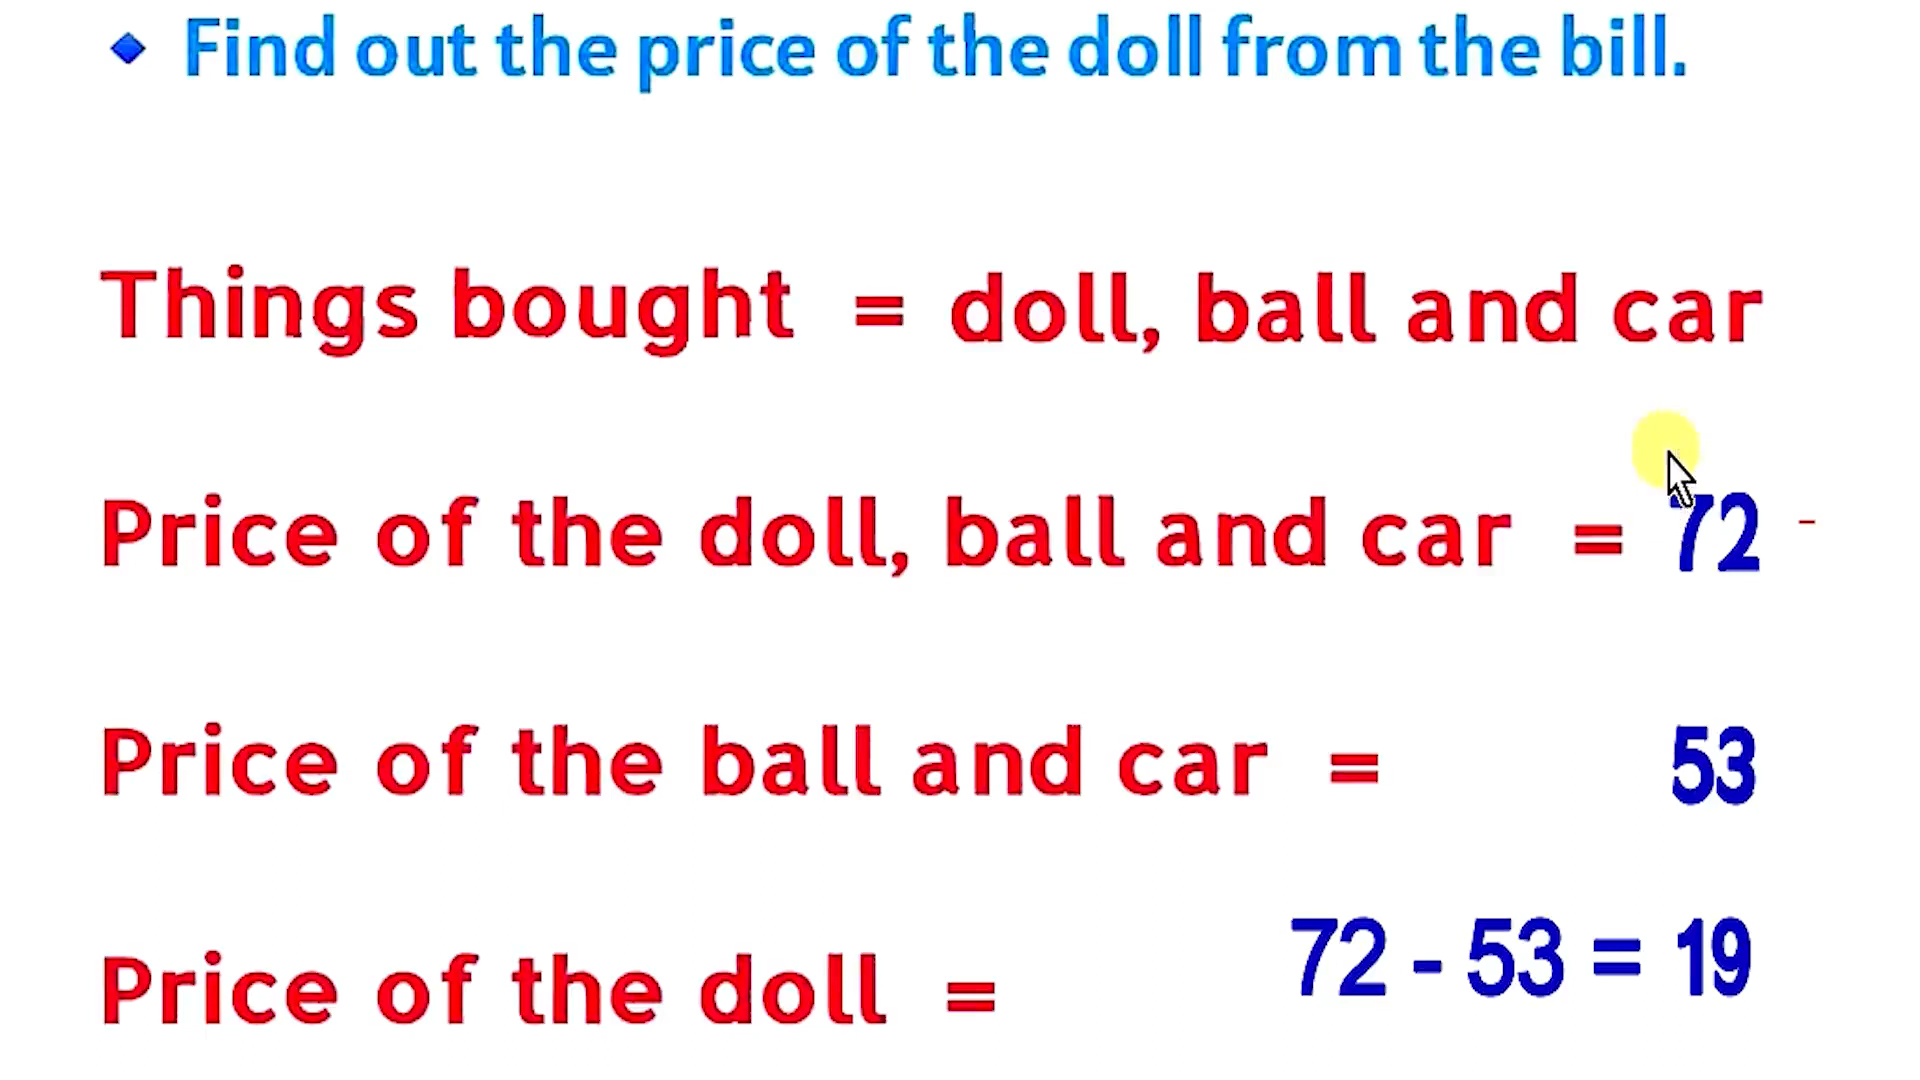 Find out the price of the doll from the bill.
Things bought = doll, ball and car
Price of the doll, ball and car = 72 -
Price of the ball and car = 53
Price of the doll = 72 - 53 = 19